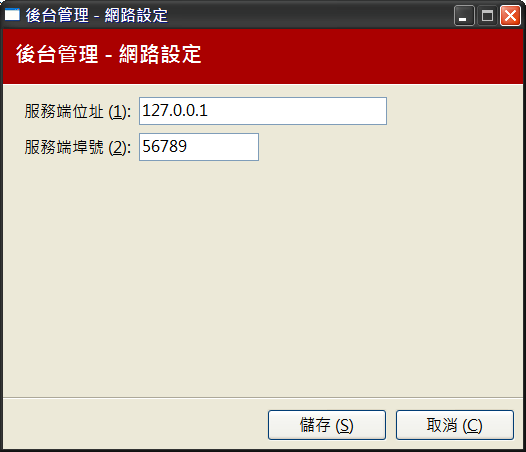 後台管理 - 網路設定
後台管理 - 網路設定
服務端位址 (1): 127.0.0.1
服務端埠號 (2): 56789
儲存 (S) 取消 (C)